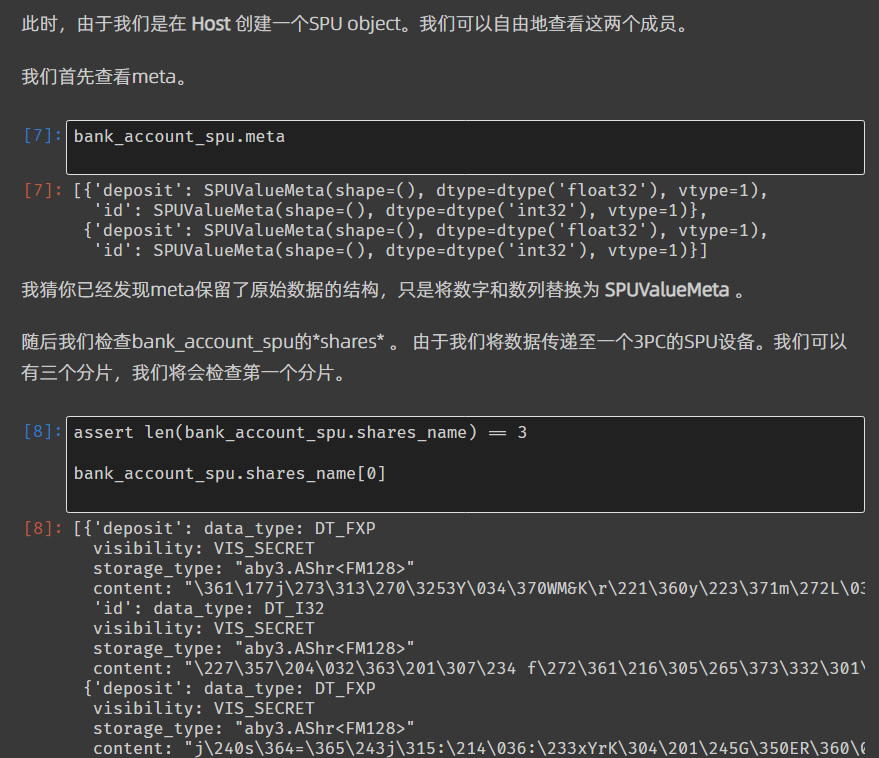 此时，由于我们是在 Host 创建一个SPU object。我们可以自由地查看这两个成员。
我们首先查看meta。
[7]: bank_account_spu.meta
[7]: [{'deposit': SPUValueMeta(shape=(), dtype=dtype('float32'), vtype=1),
'id': SPUValueMeta(shape=(), dtype=dtype('int32'), vtype=1)},
{'deposit': SPUValueMeta(shape=(), dtype=dtype('float32'), vtype=1),
'id': SPUValueMeta(shape=(), dtype=dtype('int32'), vtype=1)}]
我猜你已经发现meta保留了原始数据的结构，只是将数字和数列替换为 SPUValueMeta 。
随后我们检查bank_account_spu的*shares* 。 由于我们将数据传递至一个3PC的SPU设备。我们可以
有三个分片，我们将会检查第一个分片。
[8]: assert len(bank_account_spu.shares_name) == 3
bank_account_spu.shares_name[0]
[8]: [{'deposit': data_type: DT_FXP
visibility: VIS_SECRET
storage_type: "aby3.AShr<FM128>"
content: "\361\177j\273\313\270\3253Y\034\370WM&K\r\221\360y\223\371m\272L\03
'id': data_type: DT_I32
visibility: VIS_SECRET
storage_type: "aby3.AShr<FM128>"
content: "\227\357\204\032\363\201\307\234 f\272\361\216\305\265\373\332\301\
{'deposit': data_type: DT_FXP
visibility: VIS_SECRET
storage_type: "aby3.AShr<FM128>"
content: "j\240s\364=\365\243j\315:\214\036:\233xYrK\304\201\245G\350ER\360\0